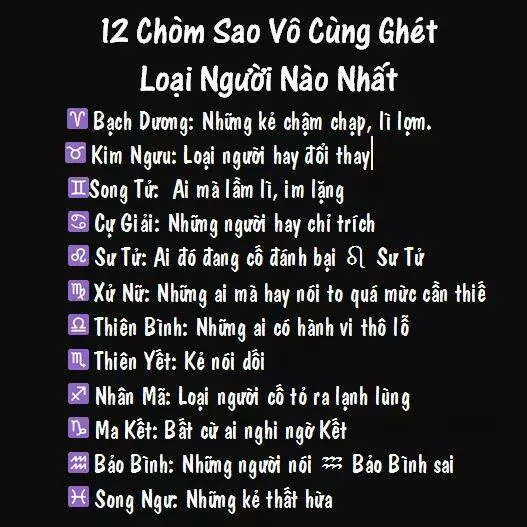 12 Chòm Sao Vô Cùng Ghét
Loại Người Nào Nhất
♈ Bạch Dương: Những kẻ chậm chạp, lì lợm.
♉ Kim Ngưu: Loại người hay đổi thay
♊Song Tử: Ai mà lầm lì, im lặng
♋ Cự Giải: Những người hay chỉ trích
♌ Sư Tử: Ai đó đang cố đánh bại ♌ Sư Tử
♍ Xử Nữ: Những ai mà hay nói to quá mức cần thiế
♎ Thiên Bình: Những ai có hành vi thô lỗ
♏ Thiên Yết: Kẻ nói dối
♐ Nhân Mã: Loại người cố tỏ ra lạnh lùng
♑ Ma Kết: Bất cứ ai nghi ngờ Kết
♒ Bảo Bình: Những người nói ♒ Bảo Bình sai
♓ Song Ngư: Những kẻ thất hứa